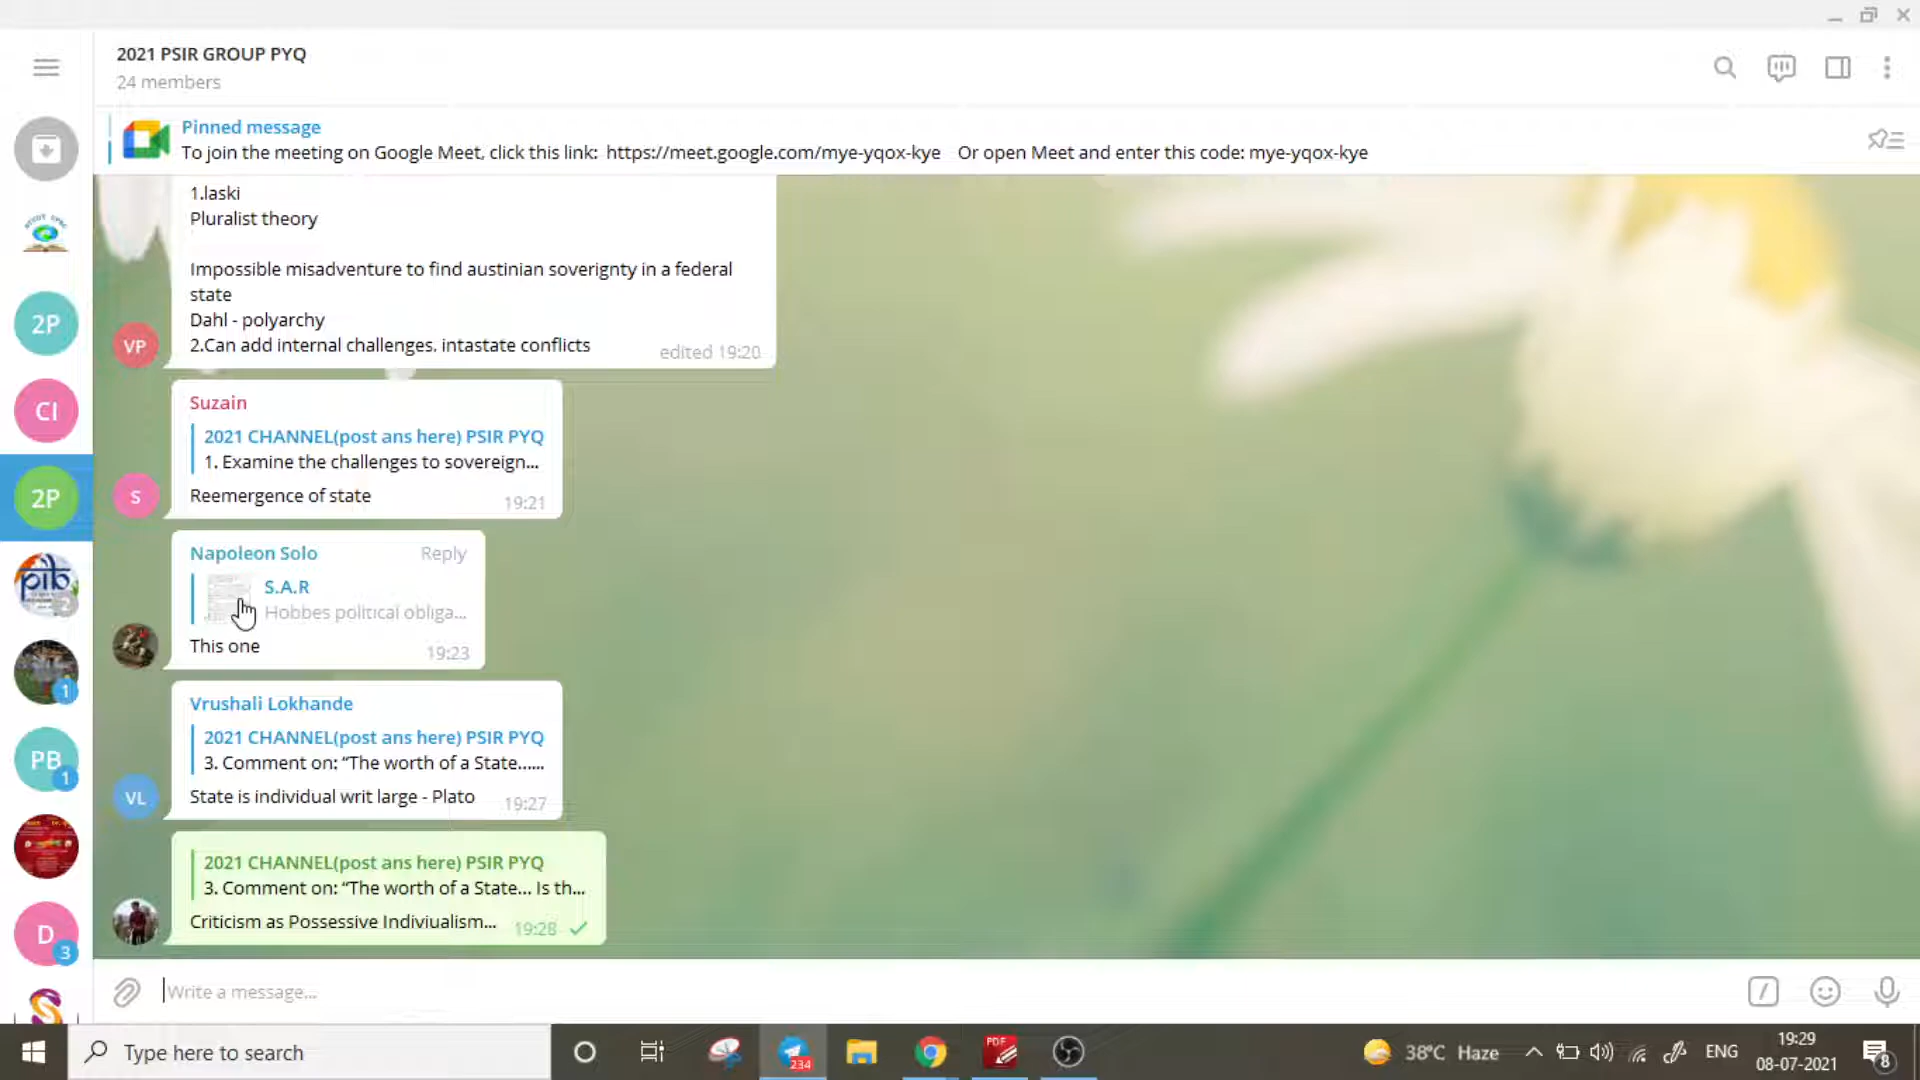 2021 PSIR GROUP PYQ
24 members
Pinned message
To join the meeting on Google Meet, click this link: https://meet.google.com/mye-yqox-kye Or open Meet and enter this code: mye-yqox-kye
1.laski
Pluralist theory
Impossible misadventure to find austinian soverignty in a federal
state
Dahl - polyarchy
2.Can add internal challenges. intastate conflicts
edited 19:20
VP
Suzain
2021 CHANNEL(post ans here) PSIR PYQ
1. Examine the challenges to sovereign...
Reemergence of state
19:21
S
Napoleon Solo
Reply
S.A.R
Hobbes political obliga...
This one
19:23
Vrushali Lokhande
2021 CHANNEL(post ans here) PSIR PYQ
3. Comment on: “The worth of a State......
State is individual writ large - Plato
19:27
VL
2021 CHANNEL(post ans here) PSIR PYQ
3. Comment on: “The worth of a State... Is th...
Criticism as Possessive Indiviualism...
19:28
2P
CI
2P
pib
2
1
PB
1
D
3
S
Write a message...
Type here to search
234
PDF
38°C Haze
ENG
19:29
08-07-2021
8